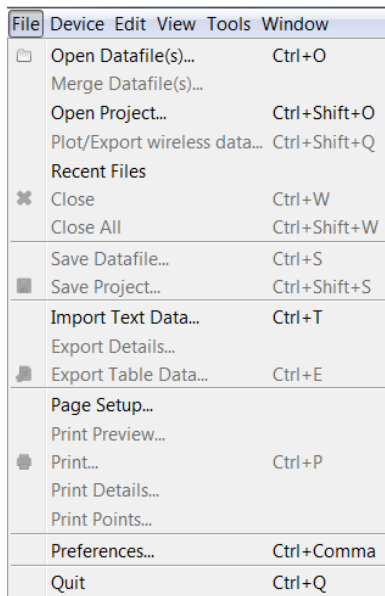 File Device Edit View Tools Window
Open Datafile(s)... Ctrl+O
Merge Datafile(s)...
Open Project... Ctrl+Shift+O
Plot/Export wireless data... Ctrl+Shift+Q
Recent Files
Close Ctrl+W
Close All Ctrl+Shift+W
Save Datafile... Ctrl+S
Save Project... Ctrl+Shift+S
Import Text Data... Ctrl+T
Export Details...
Export Table Data... Ctrl+E
Page Setup...
Print Preview...
Print... Ctrl+P
Print Details...
Print Points...
Preferences... Ctrl+Comma
Quit Ctrl+Q